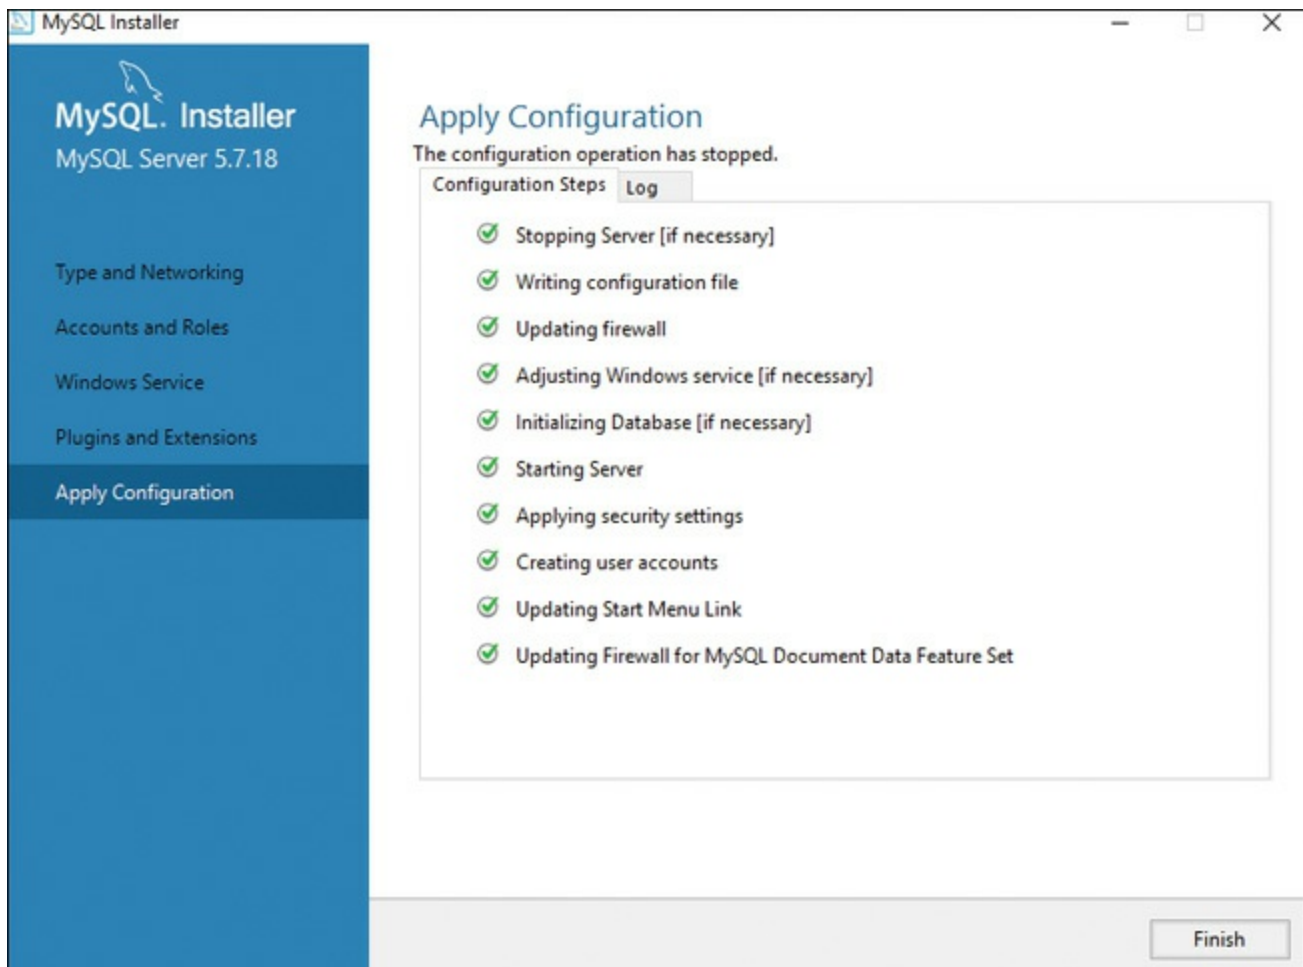 MySQL Installer
MySQL. Installer
MySQL Server 5.7.18
Type and Networking
Accounts and Roles
Windows Service
Plugins and Extensions
Apply Configuration
Apply Configuration
The configuration operation has stopped.
Configuration Steps Log
Stopping Server [if necessary]
Writing configuration file
Updating firewall
Adjusting Windows service [if necessary]
Initializing Database [if necessary]
Starting Server
Applying security settings
Creating user accounts
Updating Start Menu Link
Updating Firewall for MySQL Document Data Feature Set
Finish